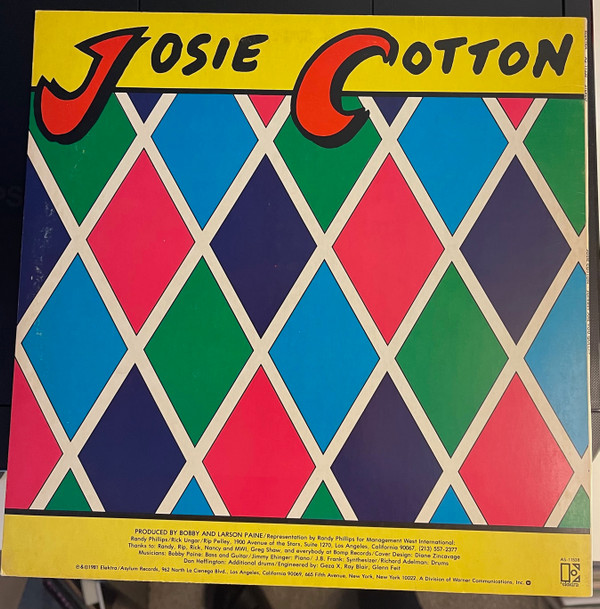 JOSIE COTTON
PRODUCED BY BOBBY AND LARSON PAINE/Representation by Randy Phillips for Management West International:
Randy Phillips/Rick Ungar/Rip Pelley, 1900 Avenue of the Stars, Suite 1270, Los Angeles, California 90067, (213) 557-2377
Thanks to: Randy, Rip, Rick, Nancy and MWI, Greg Shaw, and everybody at Bomp Records/Cover Design: Diane Zincavage
Musicians: Bobby Paine: Bass and Guitar/Jimmy Ehinger: Piano/ J.B. Frank: Synthesizer/Richard Adelman: Drums
Don Heffington: Additional drums/Engineered by: Geza X, Ray Blair, Glenn Feit
©1981 Elektra/Asylum Records, 962 North La Cienega Blvd., Los Angeles, California 90069, 665 Fifth Avenue, New York, New York 10022, A Division of Warner Communications, Inc.
elektra